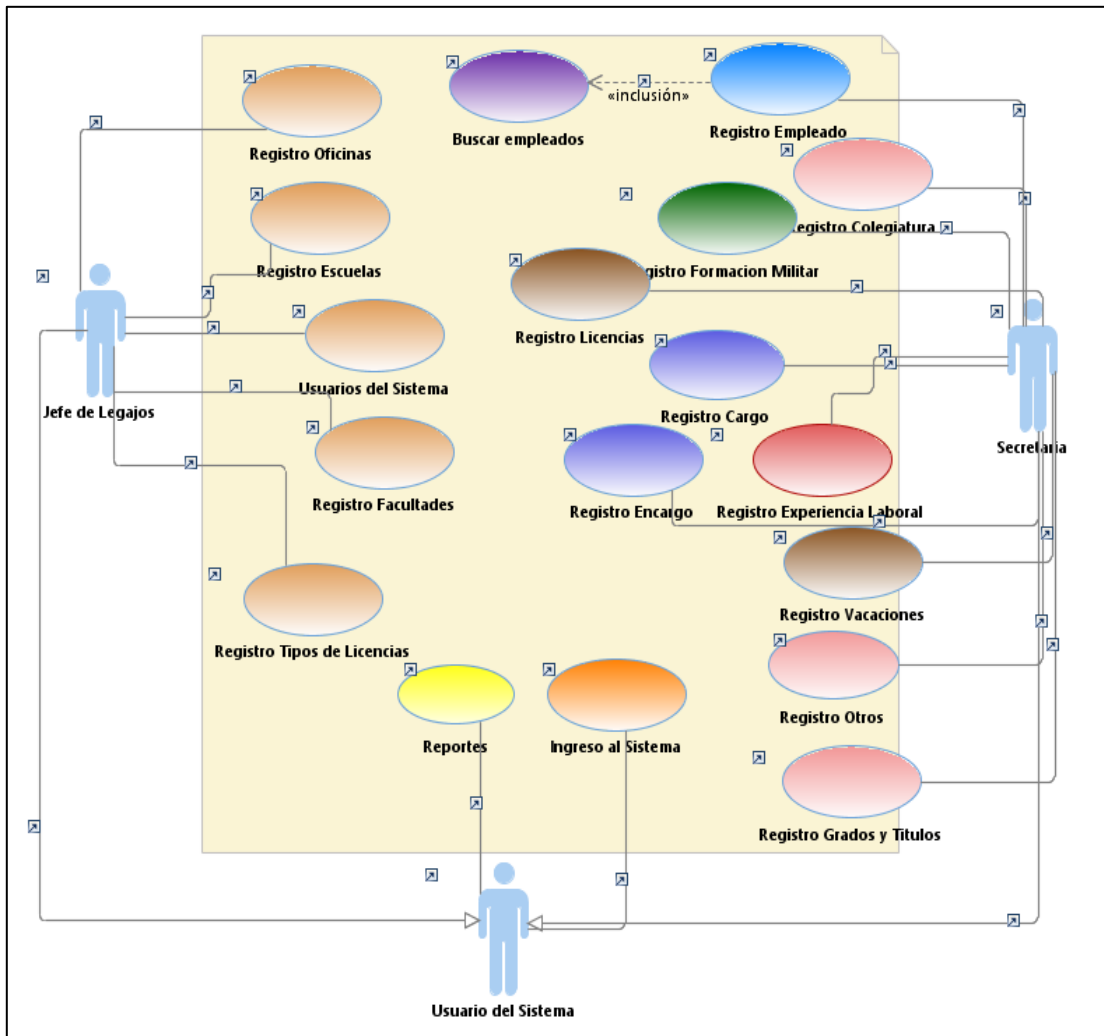 «inclusión»
Registro Oficinas
Buscar empleados
Registro Empleado
Registro Colegiatura
Registro Escuelas
egistro Formacion Militar
Registro Licencias
Usuarios del Sistema
Jefe de Legajos
Registro Cargo
Secretaria
Registro Facultades
Registro Encargo
Registro Experiencia Laboral
Registro Vacaciones
Registro Tipos de Licencias
Registro Otros
Reportes
Ingreso al Sistema
Registro Grados y Titulos
Usuario del Sistema